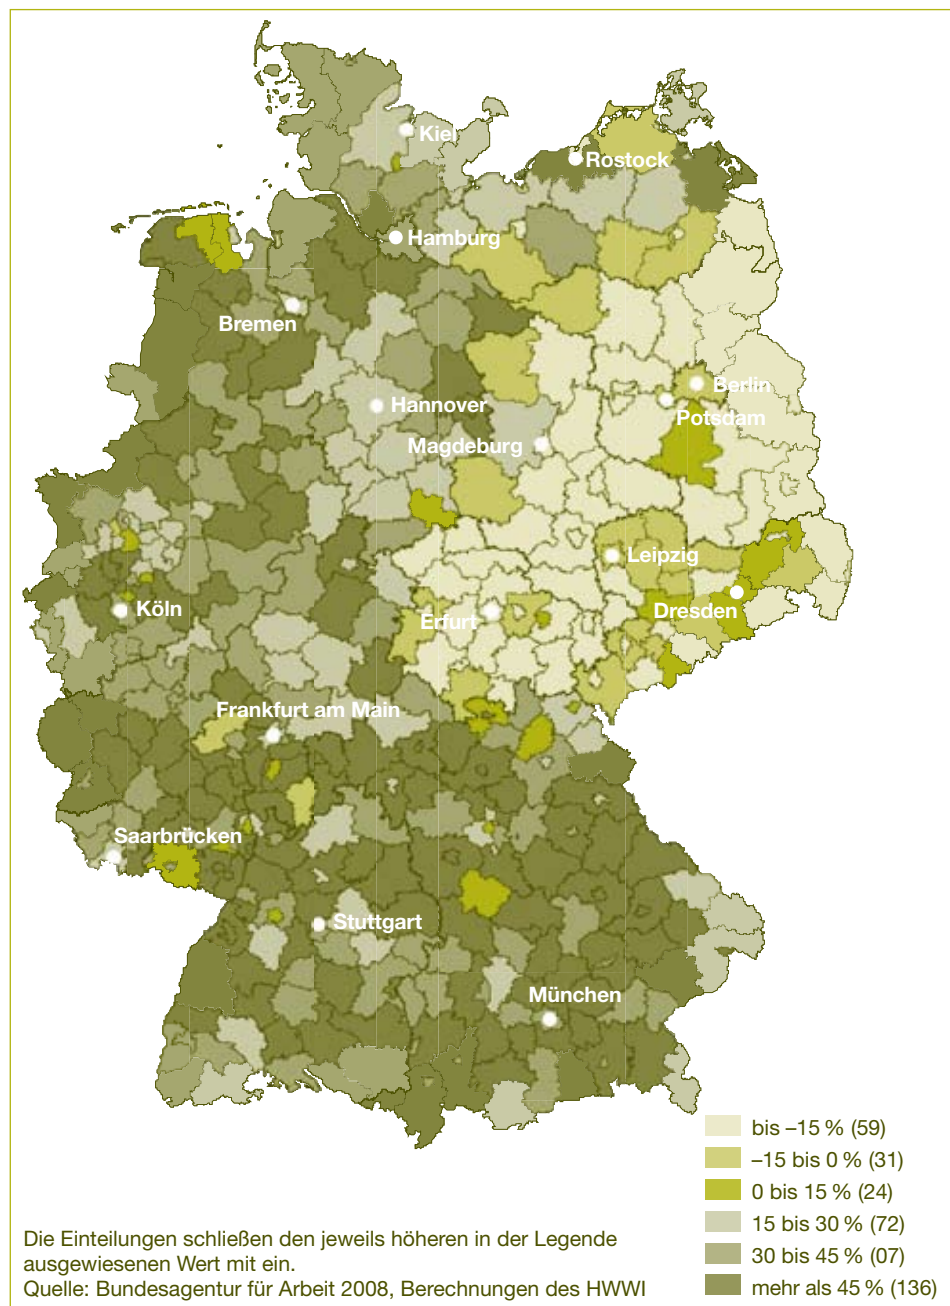 Kiel
Rostock
Hamburg
Bremen
Berlin
Hannover
Potsdam
Magdeburg
Leipzig
Köln
Erfurt
Dresden
Frankfurt am Main
Saarbrücken
Stuttgart
München
bis –15 % (59)
–15 bis 0 % (31)
0 bis 15 % (24)
15 bis 30 % (72)
30 bis 45 % (07)
mehr als 45 % (136)
Die Einteilungen schließen den jeweils höheren in der Legende
ausgewiesenen Wert mit ein.
Quelle: Bundesagentur für Arbeit 2008, Berechnungen des HWWI